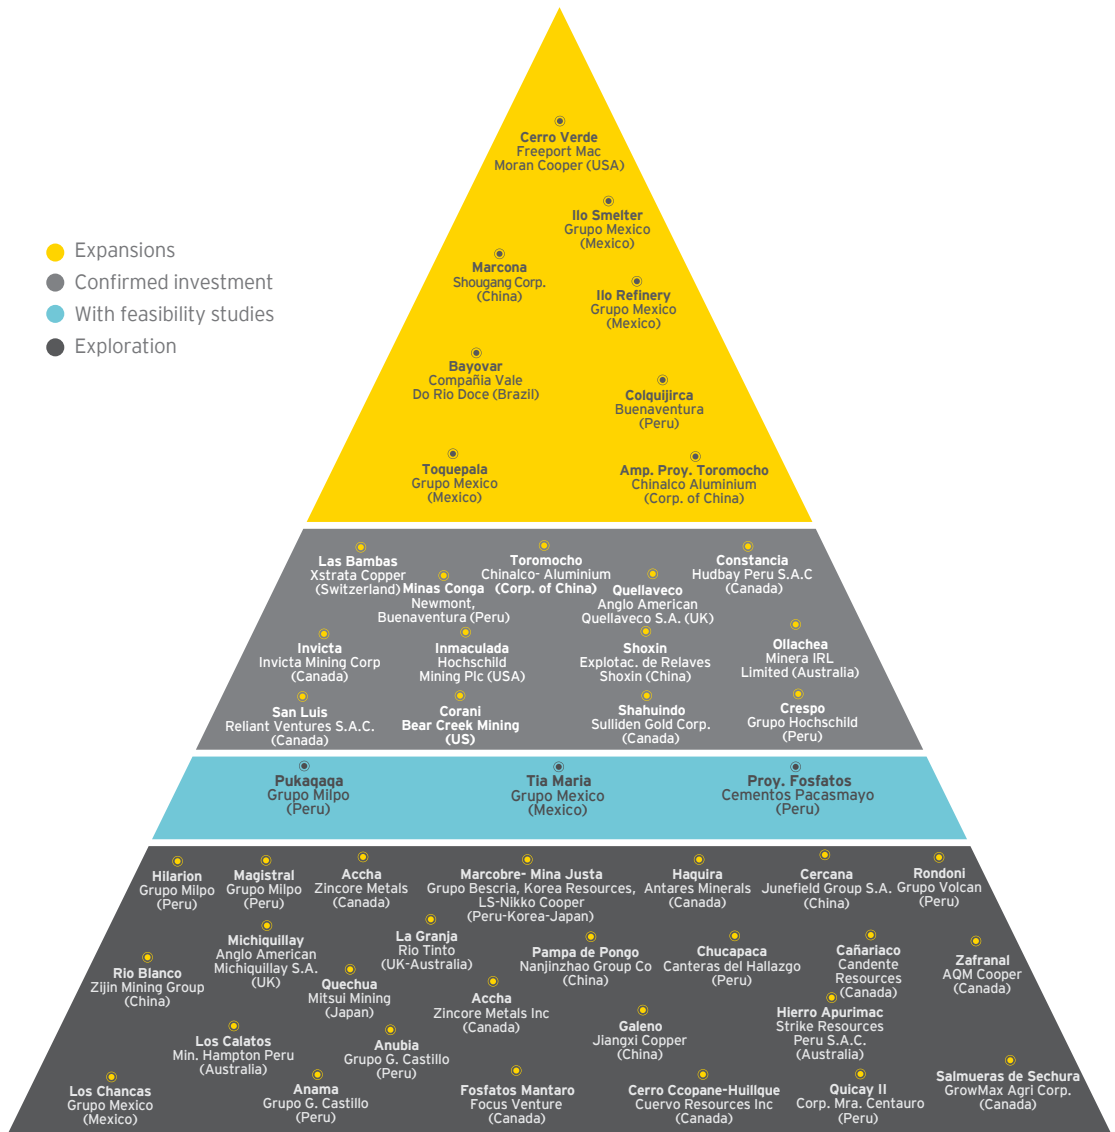 Expansions
Confirmed investment
With feasibility studies
Exploration
Cerro Verde
Freeport Mac
Moran Cooper (USA)
Ilo Smelter
Grupo Mexico
(Mexico)
Marcona
Shougang Corp.
(China)
Ilo Refinery
Grupo Mexico
(Mexico)
Bayovar
Compañia Vale
Do Rio Doce (Brazil)
Colquijirca
Buenaventura
(Peru)
Toquepala
Grupo Mexico
(Mexico)
Amp. Proy. Toromocho
Chinalco Aluminium
(Corp. of China)
Las Bambas
Xstrata Copper
(Switzerland)
Minas Conga
Newmont,
Buenaventura (Peru)
Toromocho
Chinalco- Aluminium
(Corp. of China)
Quellaveco
Anglo American
Quellaveco S.A. (UK)
Constancia
Hudbay Peru S.A.C
(Canada)
Invicta
Invicta Mining Corp
(Canada)
Inmaculada
Hochschild
Mining Plc (USA)
Shoxin
Explotac. de Relaves
Shoxin (China)
Ollachea
Minera IRL
Limited (Australia)
San Luis
Reliant Ventures S.A.C.
(Canada)
Corani
Bear Creek Mining
(US)
Shahuindo
Sulliden Gold Corp.
(Canada)
Crespo
Grupo Hochschild
(Peru)
Pukaqaqa
Grupo Milpo
(Peru)
Tia Maria
Grupo Mexico
(Mexico)
Proy. Fosfatos
Cementos Pacasmayo
(Peru)
Hilarion
Grupo Milpo
(Peru)
Magistral
Grupo Milpo
(Peru)
Accha
Zincore Metals
(Canada)
Marcobre- Mina Justa
Grupo Bescria, Korea Resources,
LS-Nikko Cooper
(Peru-Korea-Japan)
Haquira
Antares Minerals
(Canada)
Cercana
Junefield Group S.A.
(China)
Rondoni
Grupo Volcan
(Peru)
Rio Blanco
Zijin Mining Group
(China)
Michiquillay
Anglo American
Michiquillay S.A.
(UK)
Quechua
Mitsui Mining
(Japan)
La Granja
Rio Tinto
(UK-Australia)
Accha
Zincore Metals Inc
(Canada)
Pampa de Pongo
Nanjinzhao Group Co
(China)
Chucapaca
Canteras del Hallazgo
(Peru)
Cañariaco
Candente
Resources
(Canada)
Zafranal
AQM Cooper
(Canada)
Los Calatos
Min. Hampton Peru
(Australia)
Anubia
Grupo G. Castillo
(Peru)
Galeno
Jiangxi Copper
(China)
Hierro Apurimac
Strike Resources
Peru S.A.C.
(Australia)
Los Chancas
Grupo Mexico
(Mexico)
Anama
Grupo G. Castillo
(Peru)
Fosfatos Mantaro
Focus Venture
(Canada)
Cerro Ccopane-Huillque
Cuervo Resources Inc
(Canada)
Quicay II
Corp. Mra. Centauro
(Peru)
Salmueras de Sechura
GrowMax Agri Corp.
(Canada)